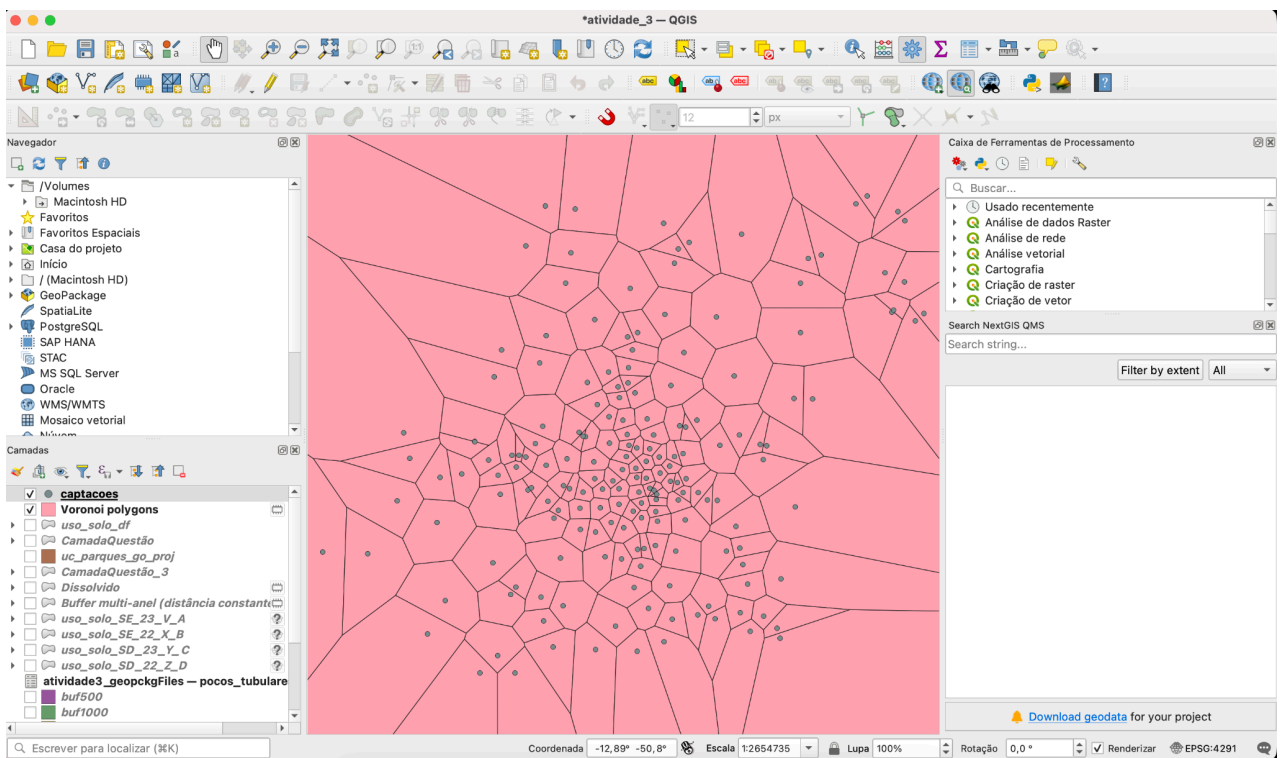 *atividade_3 — QGIS
abc
abc
abc
12
px
Navegador
/Volumes
Macintosh HD
Favoritos
Favoritos Espaciais
Casa do projeto
Início
/ (Macintosh HD)
GeoPackage
SpatiaLite
PostgreSQL
SAP HANA
STAC
MS SQL Server
Oracle
WMS/WMTS
Mosaico vetorial
Núvem
Camadas
captacoes
Voronoi polygons
uso_solo_df
CamadaQuestão
uc_parques_go_proj
CamadaQuestão_3
Dissolvido
Buffer multi-anel (distância constante
uso_solo_SE_23_V_A
uso_solo_SE_22_X_B
uso_solo_SD_23_Y_C
uso_solo_SD_22_Z_D
atividade3_geopckgFiles — pocos_tubulare
buf500
buf1000
Caixa de Ferramentas de Processamento
Buscar...
Usado recentemente
Análise de dados Raster
Análise de rede
Análise vetorial
Cartografia
Criação de raster
Criação de vetor
Search NextGIS QMS
Search string...
Filter by extent All
Download geodata for your project
Escrever para localizar (⌘K)
Coordenada -12,89° -50,8° Escala 1:2654735 Lupa 100% Rotação 0,0 ° Renderizar EPSG:4291